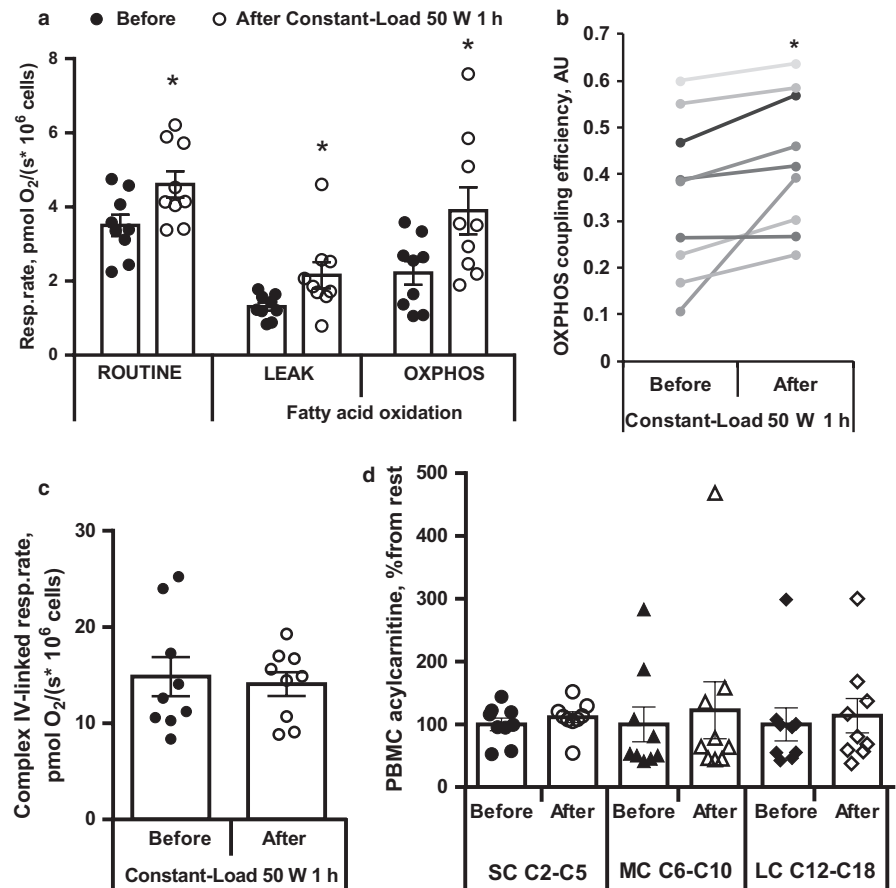 a
● Before ○ After Constant-Load 50 W 1 h
Resp.rate, pmol O2/(s* 10^6 cells)
8
6
4
2
0
*
*
*
ROUTINE LEAK OXPHOS
Fatty acid oxidation
b
OXPHOS coupling efficiency, AU
0.7
0.6
0.5
0.4
0.3
0.2
0.1
0
*
Before After
Constant-Load 50 W 1 h
c
Complex IV-linked resp.rate,
pmol O2/(s* 10^6 cells)
30
20
10
0
Before After
Constant-Load 50 W 1 h
d
PBMC acylcarnitine, %from rest
500
400
300
200
100
0
Before After Before After Before After
SC C2-C5 MC C6-C10 LC C12-C18